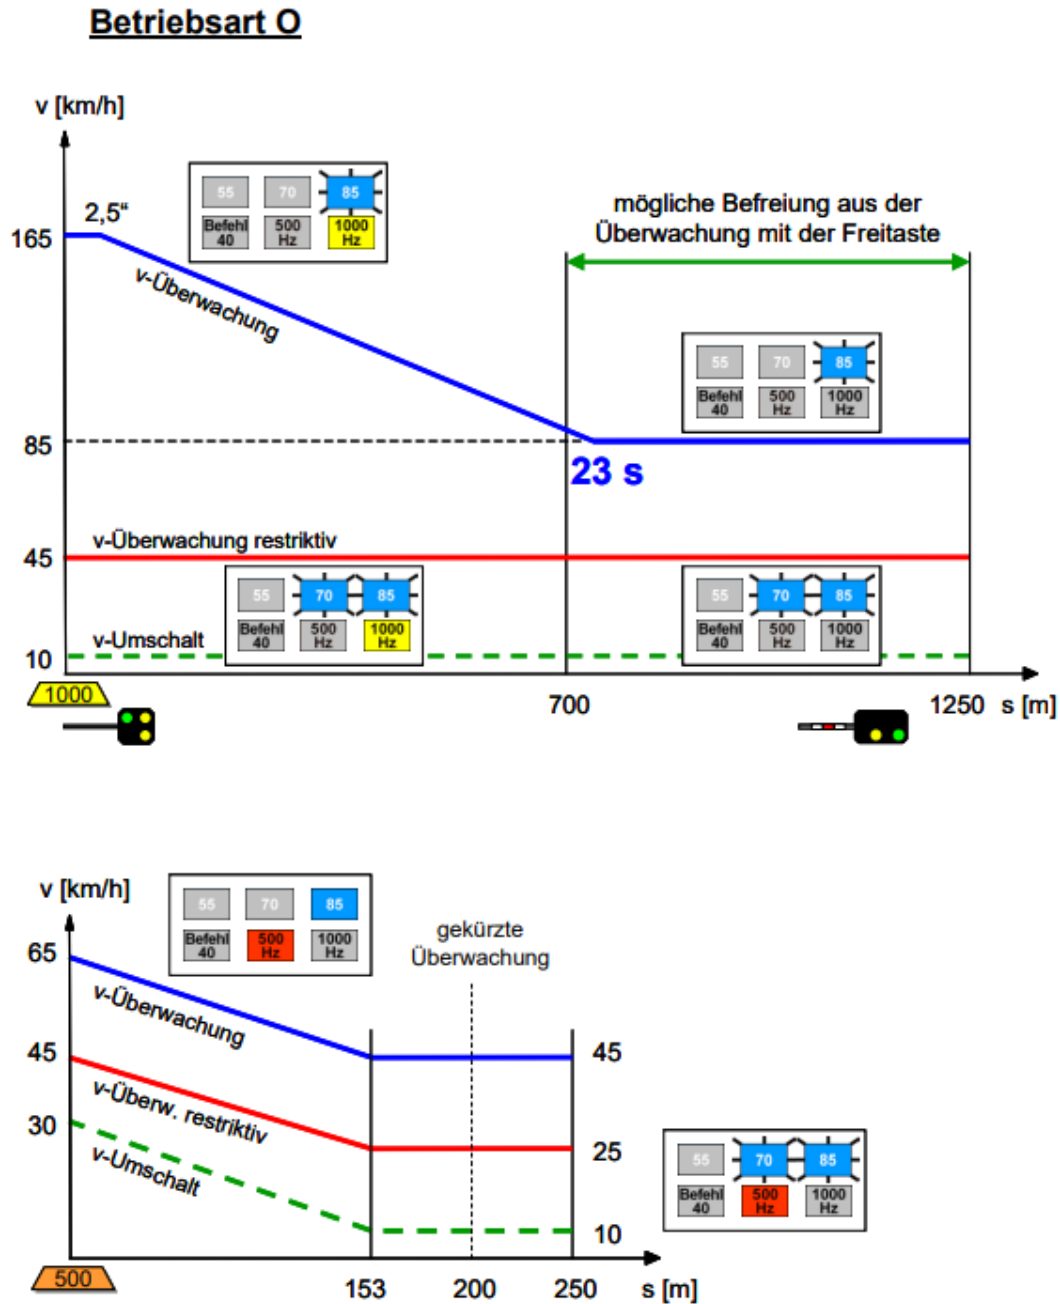 Betriebsart O
v [km/h]
55 70 85
Befehl 40 500 Hz 1000 Hz
2,5“
165
v-Überwachung
mögliche Befreiung aus der
Überwachung mit der Freitaste
55 70 85
Befehl 40 500 Hz 1000 Hz
85
23 s
v-Überwachung restriktiv
45
55 70 85
Befehl 40 500 Hz 1000 Hz
55 70 85
Befehl 40 500 Hz 1000 Hz
v-Umschalt
10
1000
700
1250 s [m]
v [km/h]
55 70 85
Befehl 40 500 Hz 1000 Hz
gekürzte
Überwachung
65
v-Überwachung
45
45
v-Überw. restriktiv
30
25
v-Umschalt
55 70 85
Befehl 40 500 Hz 1000 Hz
10
500
153 200 250 s [m]